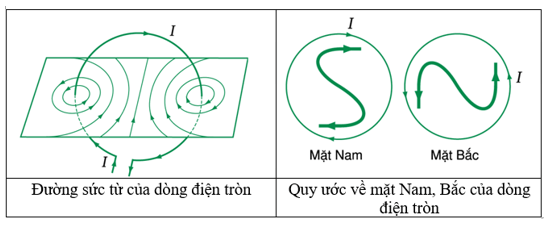 I
I
I
I
Mặt Nam
Mặt Bắc
Đường sức từ của dòng điện tròn
Quy ước về mặt Nam, Bắc của dòng
điện tròn